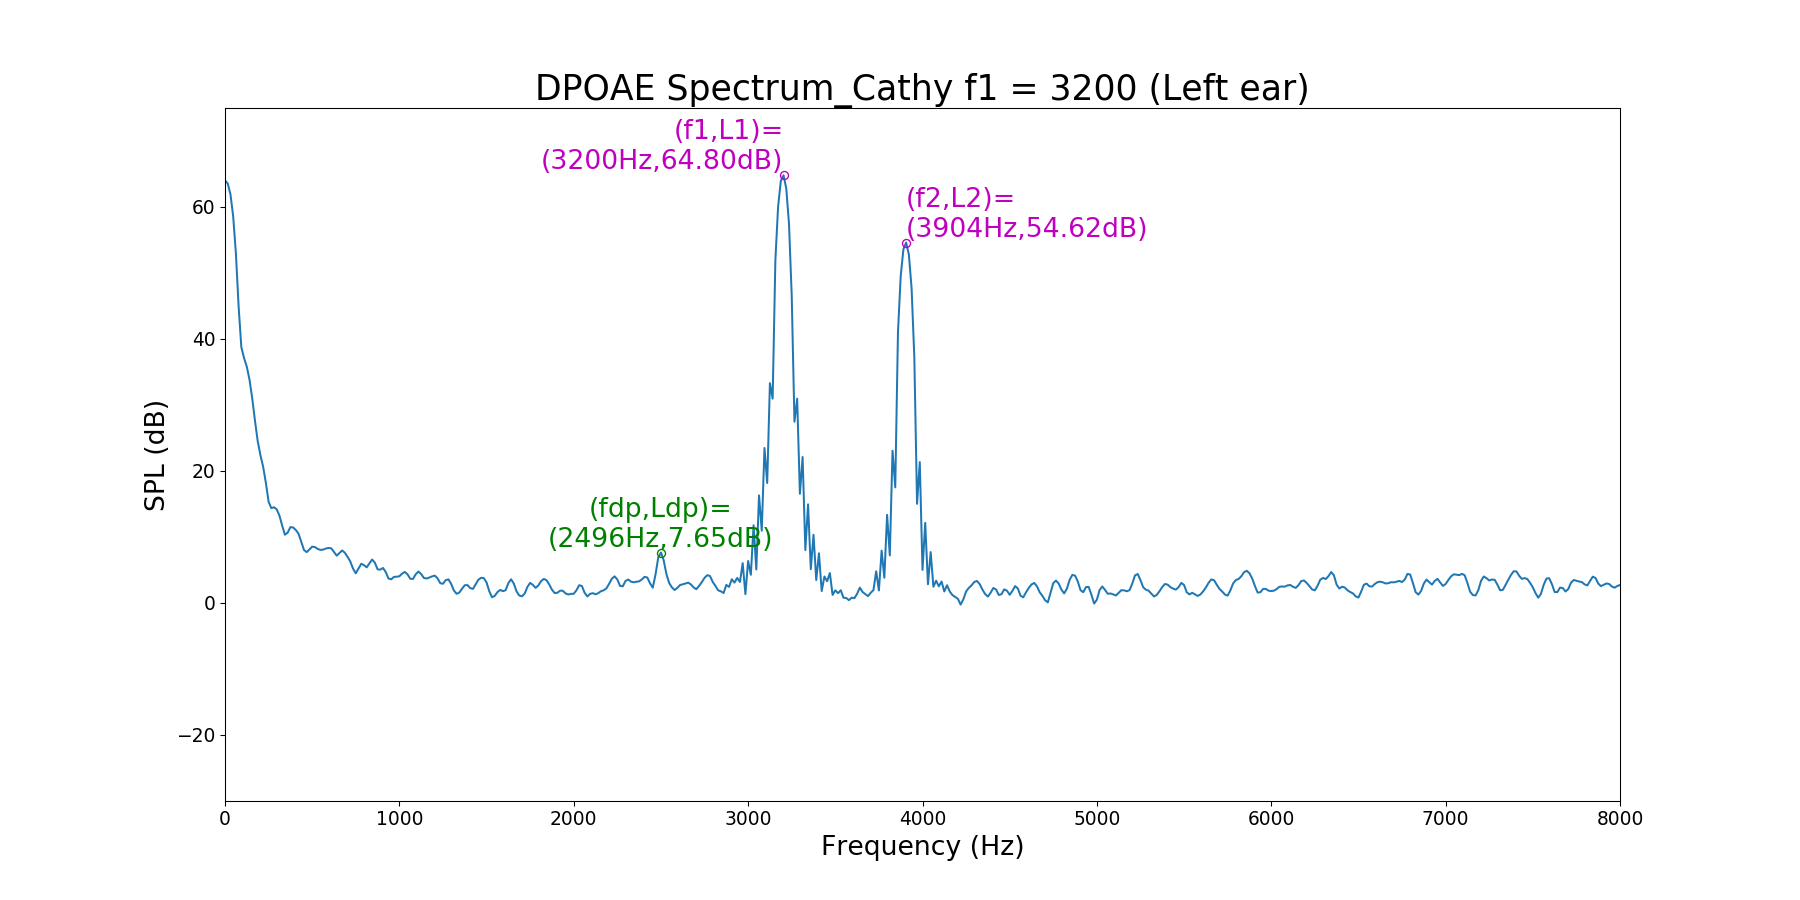 DPOAE Spectrum_Cathy f1 = 3200 (Left ear)
(f1,L1)=
(3200Hz,64.80dB)
(f2,L2)=
(3904Hz,54.62dB)
(fdp,Ldp)=
(2496Hz,7.65dB)
SPL (dB)
60
40
20
0
−20
0 1000 2000 3000 4000 5000 6000 7000 8000
Frequency (Hz)